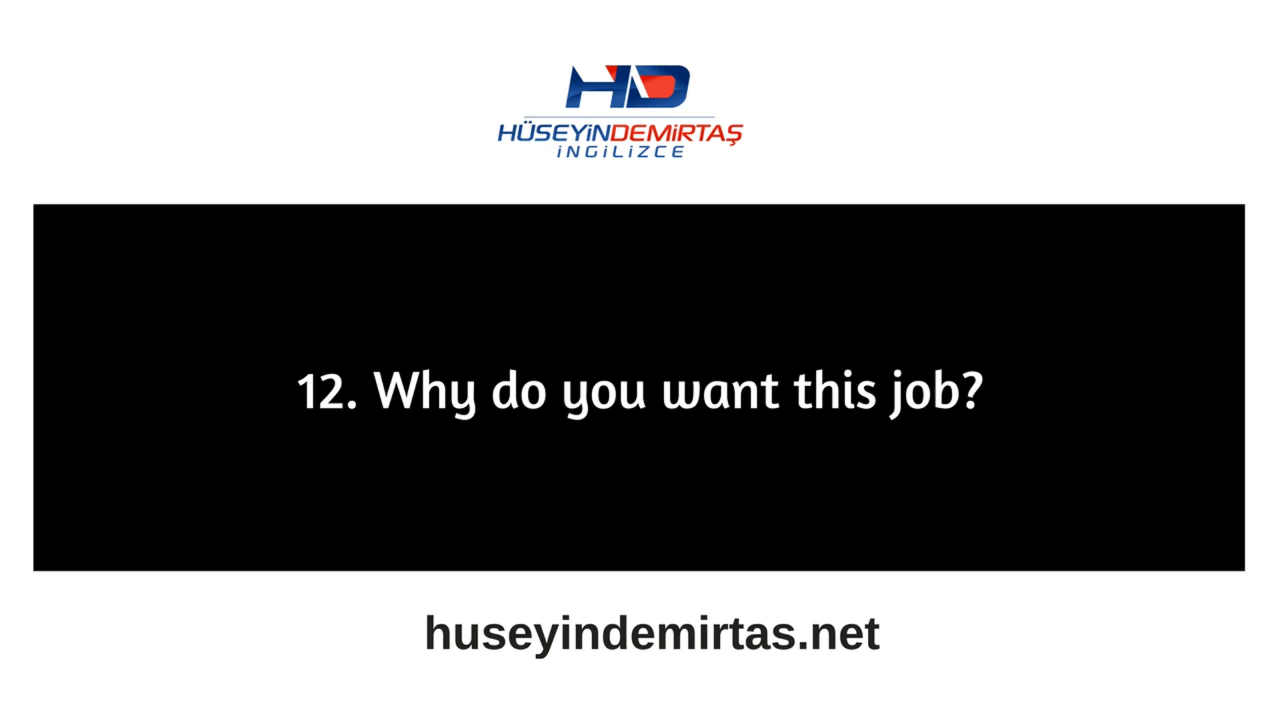 HD
HÜSEYİNDEMİRTAŞ
İNGİLİZCE
12. Why do you want this job?
huseyindemirtas.net